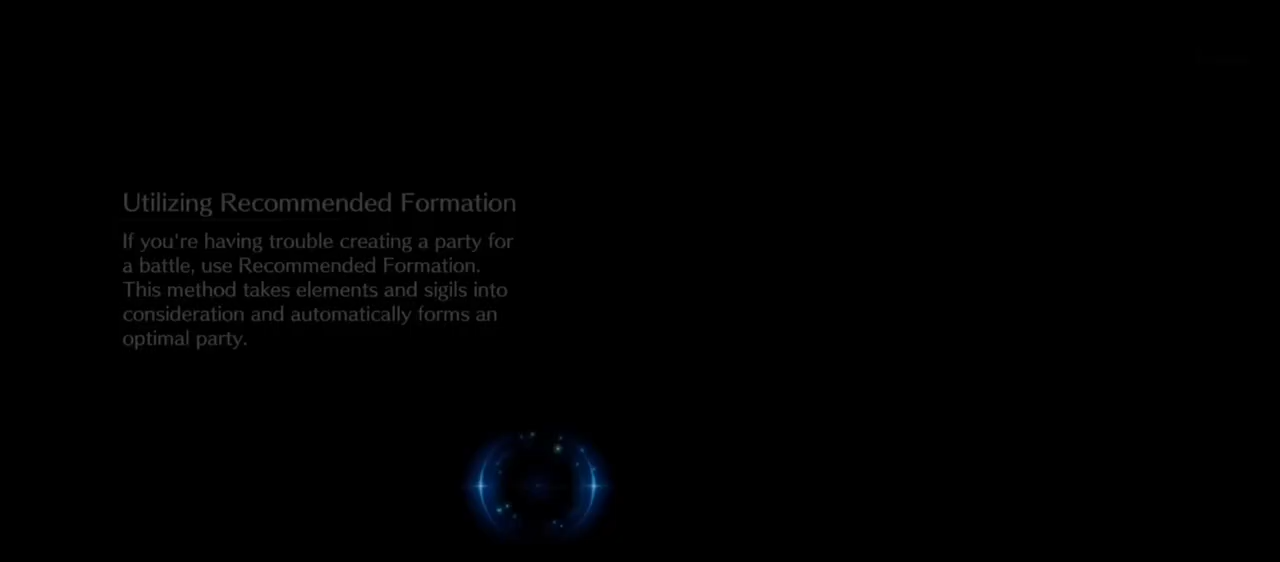 Utilizing Recommended Formation
If you're having trouble creating a party for
a battle, use Recommended Formation.
This method takes elements and sigils into
consideration and automatically forms an
optimal party.